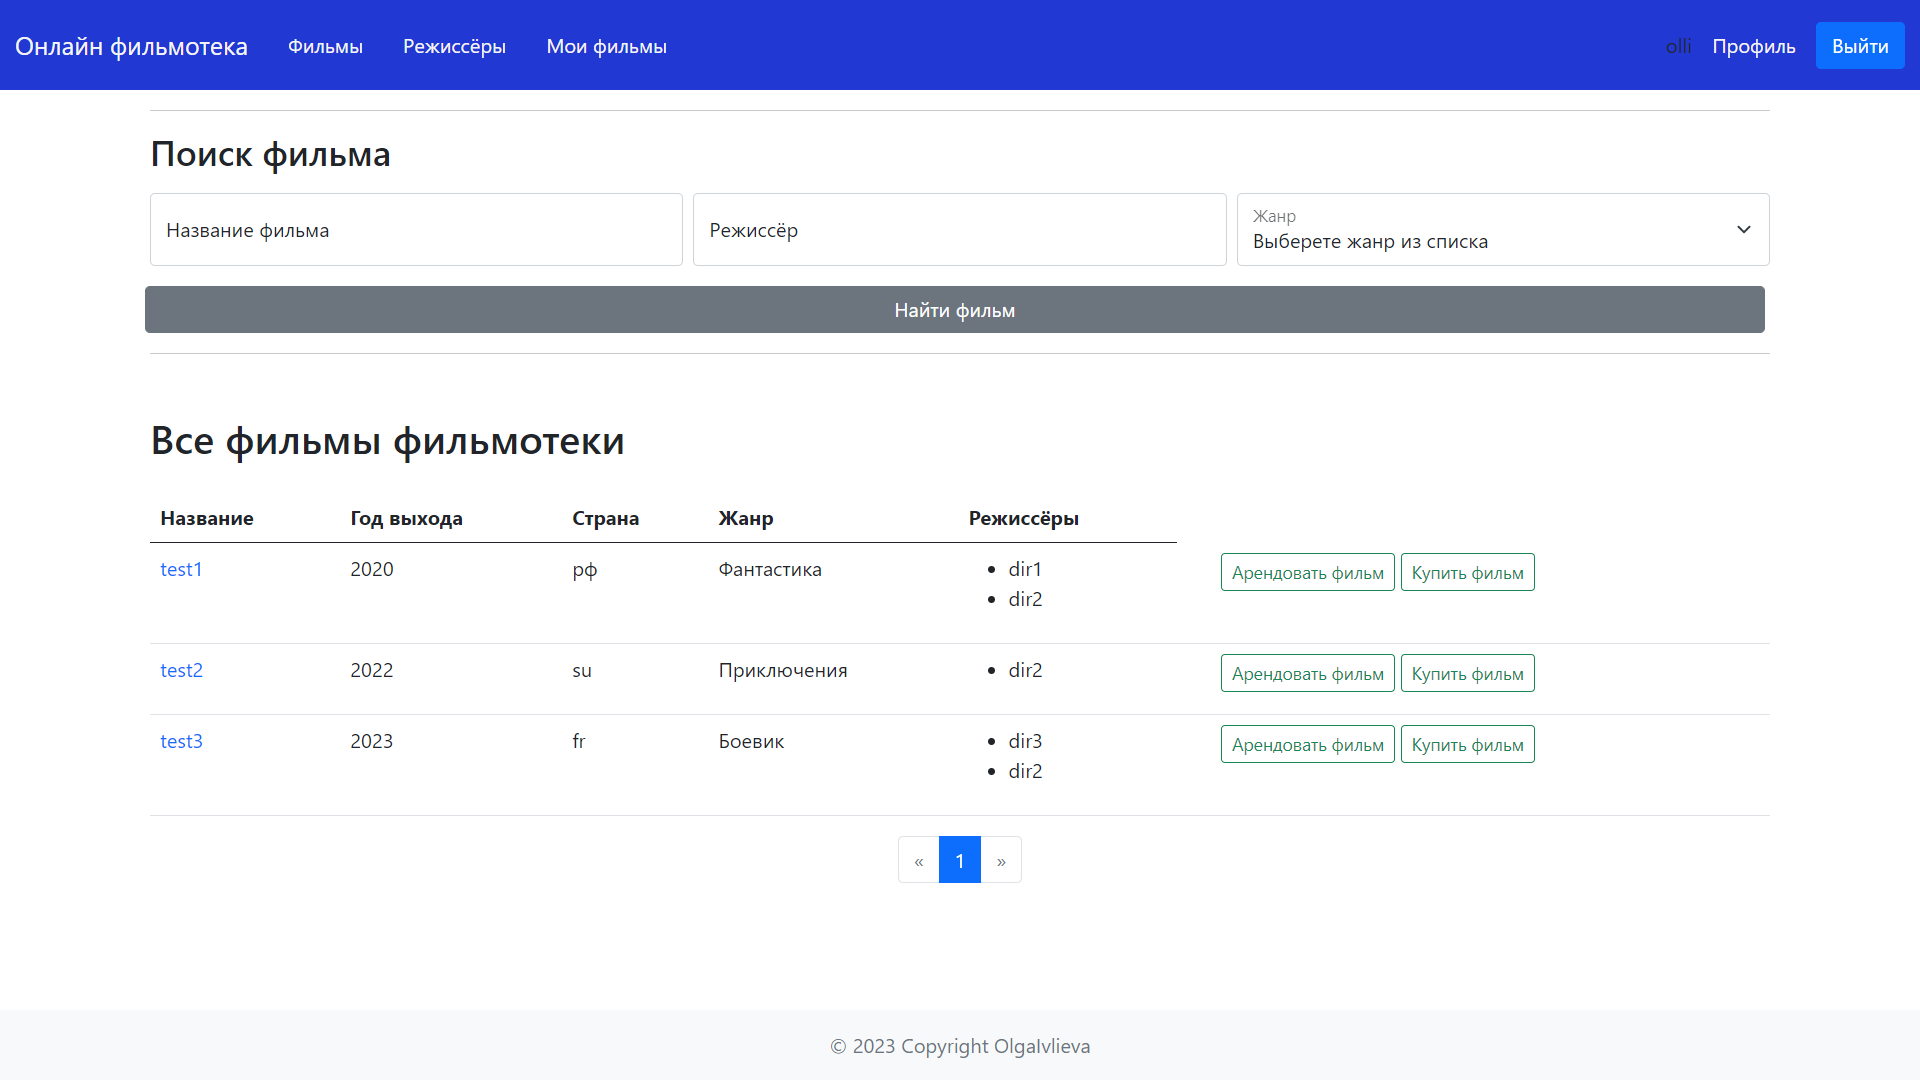 Онлайн фильмотека Фильмы Режиссёры Мои фильмы olli Профиль Выйти
Поиск фильма
Название фильма Режиссёр Жанр
Выберете жанр из списка
Найти фильм
Все фильмы фильмотеки
Название Год выхода Страна Жанр Режиссёры
test1 2020 рф Фантастика • dir1 Арендовать фильм Купить фильм
• dir2
test2 2022 su Приключения • dir2 Арендовать фильм Купить фильм
test3 2023 fr Боевик • dir3 Арендовать фильм Купить фильм
• dir2
« 1 »
© 2023 Copyright OlgaIvlieva